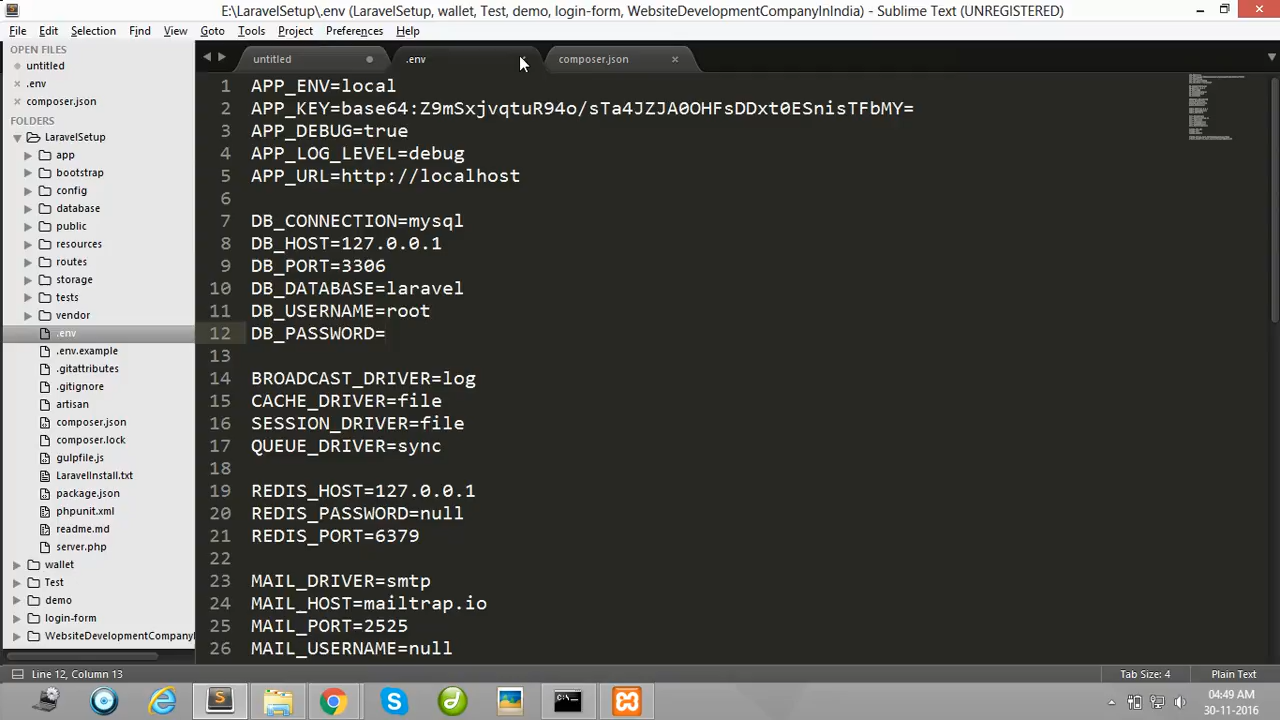 E:\LaravelSetup\.env (LaravelSetup, wallet, Test, demo, login-form, WebsiteDevelopmentCompanyInIndia) - Sublime Text (UNREGISTERED)
File Edit Selection Find View Goto Tools Project Preferences Help
OPEN FILES
untitled
.env
composer.json
FOLDERS
LaravelSetup
app
bootstrap
config
database
public
resources
routes
storage
tests
vendor
.env
.env.example
.gitattributes
.gitignore
artisan
composer.json
composer.lock
gulpfile.js
LaravelInstall.txt
package.json
phpunit.xml
readme.md
server.php
wallet
Test
demo
login-form
WebsiteDevelopmentCompanyI
untitled .env composer.json
1 APP_ENV=local
2 APP_KEY=base64:Z9mSxjvqtuR94o/sTa4JZJA0OHFsDDxt0ESnisTFbMY=
3 APP_DEBUG=true
4 APP_LOG_LEVEL=debug
5 APP_URL=http://localhost
6
7 DB_CONNECTION=mysql
8 DB_HOST=127.0.0.1
9 DB_PORT=3306
10 DB_DATABASE=laravel
11 DB_USERNAME=root
12 DB_PASSWORD=
13
14 BROADCAST_DRIVER=log
15 CACHE_DRIVER=file
16 SESSION_DRIVER=file
17 QUEUE_DRIVER=sync
18
19 REDIS_HOST=127.0.0.1
20 REDIS_PASSWORD=null
21 REDIS_PORT=6379
22
23 MAIL_DRIVER=smtp
24 MAIL_HOST=mailtrap.io
25 MAIL_PORT=2525
26 MAIL_USERNAME=null
Line 12, Column 13 Tab Size: 4 Plain Text
04:49 AM
30-11-2016